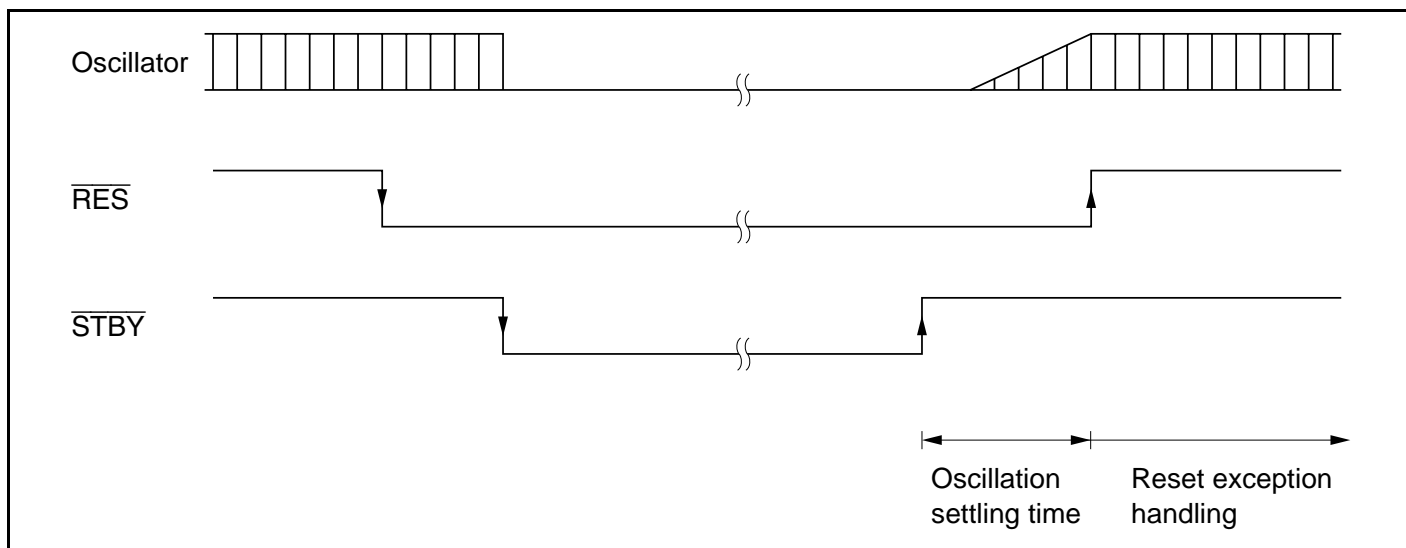 Oscillator
RES
STBY
Oscillation
settling time
Reset exception
handling